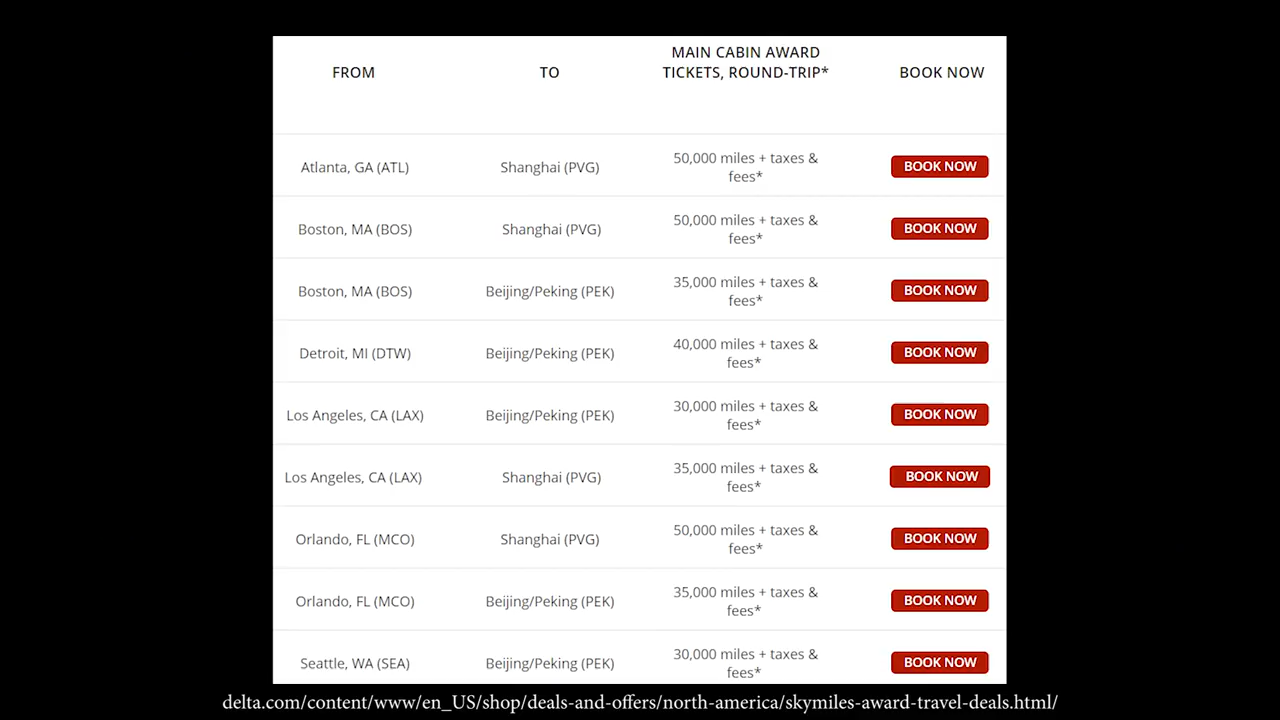 FROM TO MAIN CABIN AWARD TICKETS, ROUND-TRIP* BOOK NOW
Atlanta, GA (ATL) Shanghai (PVG) 50,000 miles + taxes & fees* BOOK NOW
Boston, MA (BOS) Shanghai (PVG) 50,000 miles + taxes & fees* BOOK NOW
Boston, MA (BOS) Beijing/Peking (PEK) 35,000 miles + taxes & fees* BOOK NOW
Detroit, MI (DTW) Beijing/Peking (PEK) 40,000 miles + taxes & fees* BOOK NOW
Los Angeles, CA (LAX) Beijing/Peking (PEK) 30,000 miles + taxes & fees* BOOK NOW
Los Angeles, CA (LAX) Shanghai (PVG) 35,000 miles + taxes & fees* BOOK NOW
Orlando, FL (MCO) Shanghai (PVG) 50,000 miles + taxes & fees* BOOK NOW
Orlando, FL (MCO) Beijing/Peking (PEK) 35,000 miles + taxes & fees* BOOK NOW
Seattle, WA (SEA) Beijing/Peking (PEK) 30,000 miles + taxes & fees* BOOK NOW
delta.com/content/www/en_US/shop/deals-and-offers/north-america/skymiles-award-travel-deals.html/